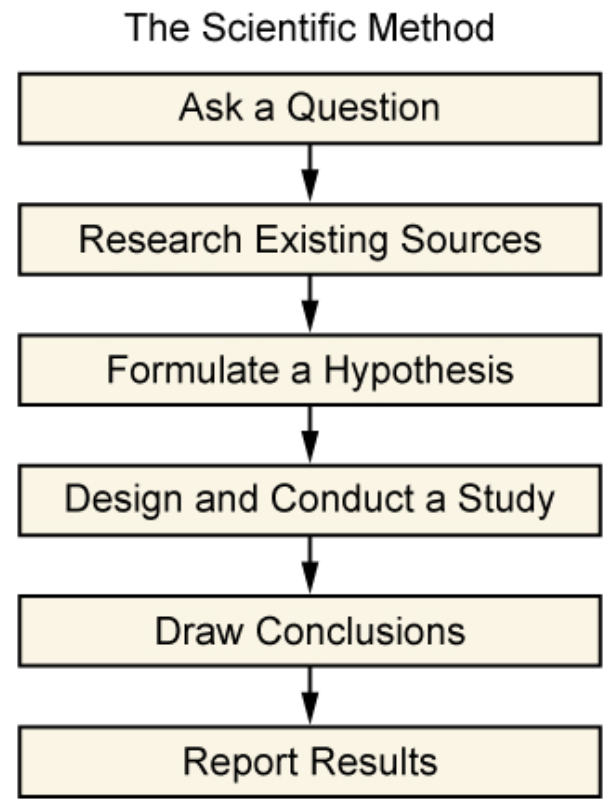 The Scientific Method
Ask a Question
Research Existing Sources
Formulate a Hypothesis
Design and Conduct a Study
Draw Conclusions
Report Results